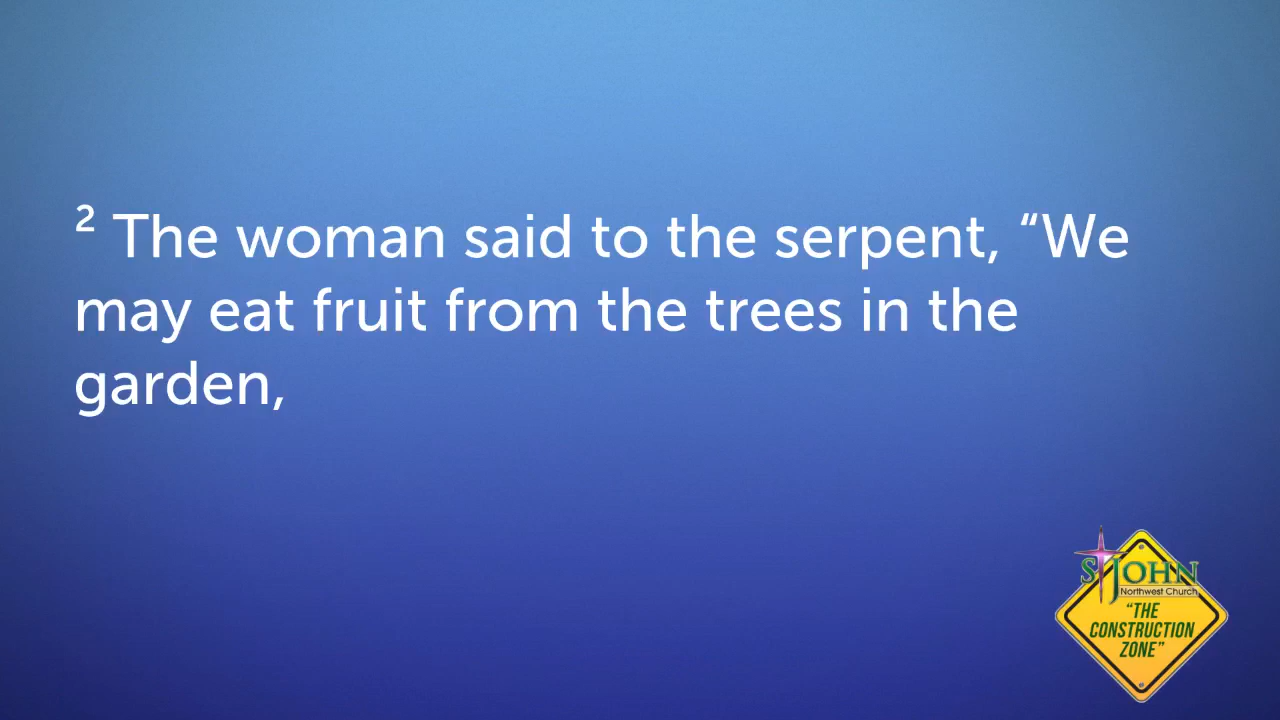 ² The woman said to the serpent, “We
may eat fruit from the trees in the
garden,
St JOHN
Northwest Church
“THE
CONSTRUCTION
ZONE”